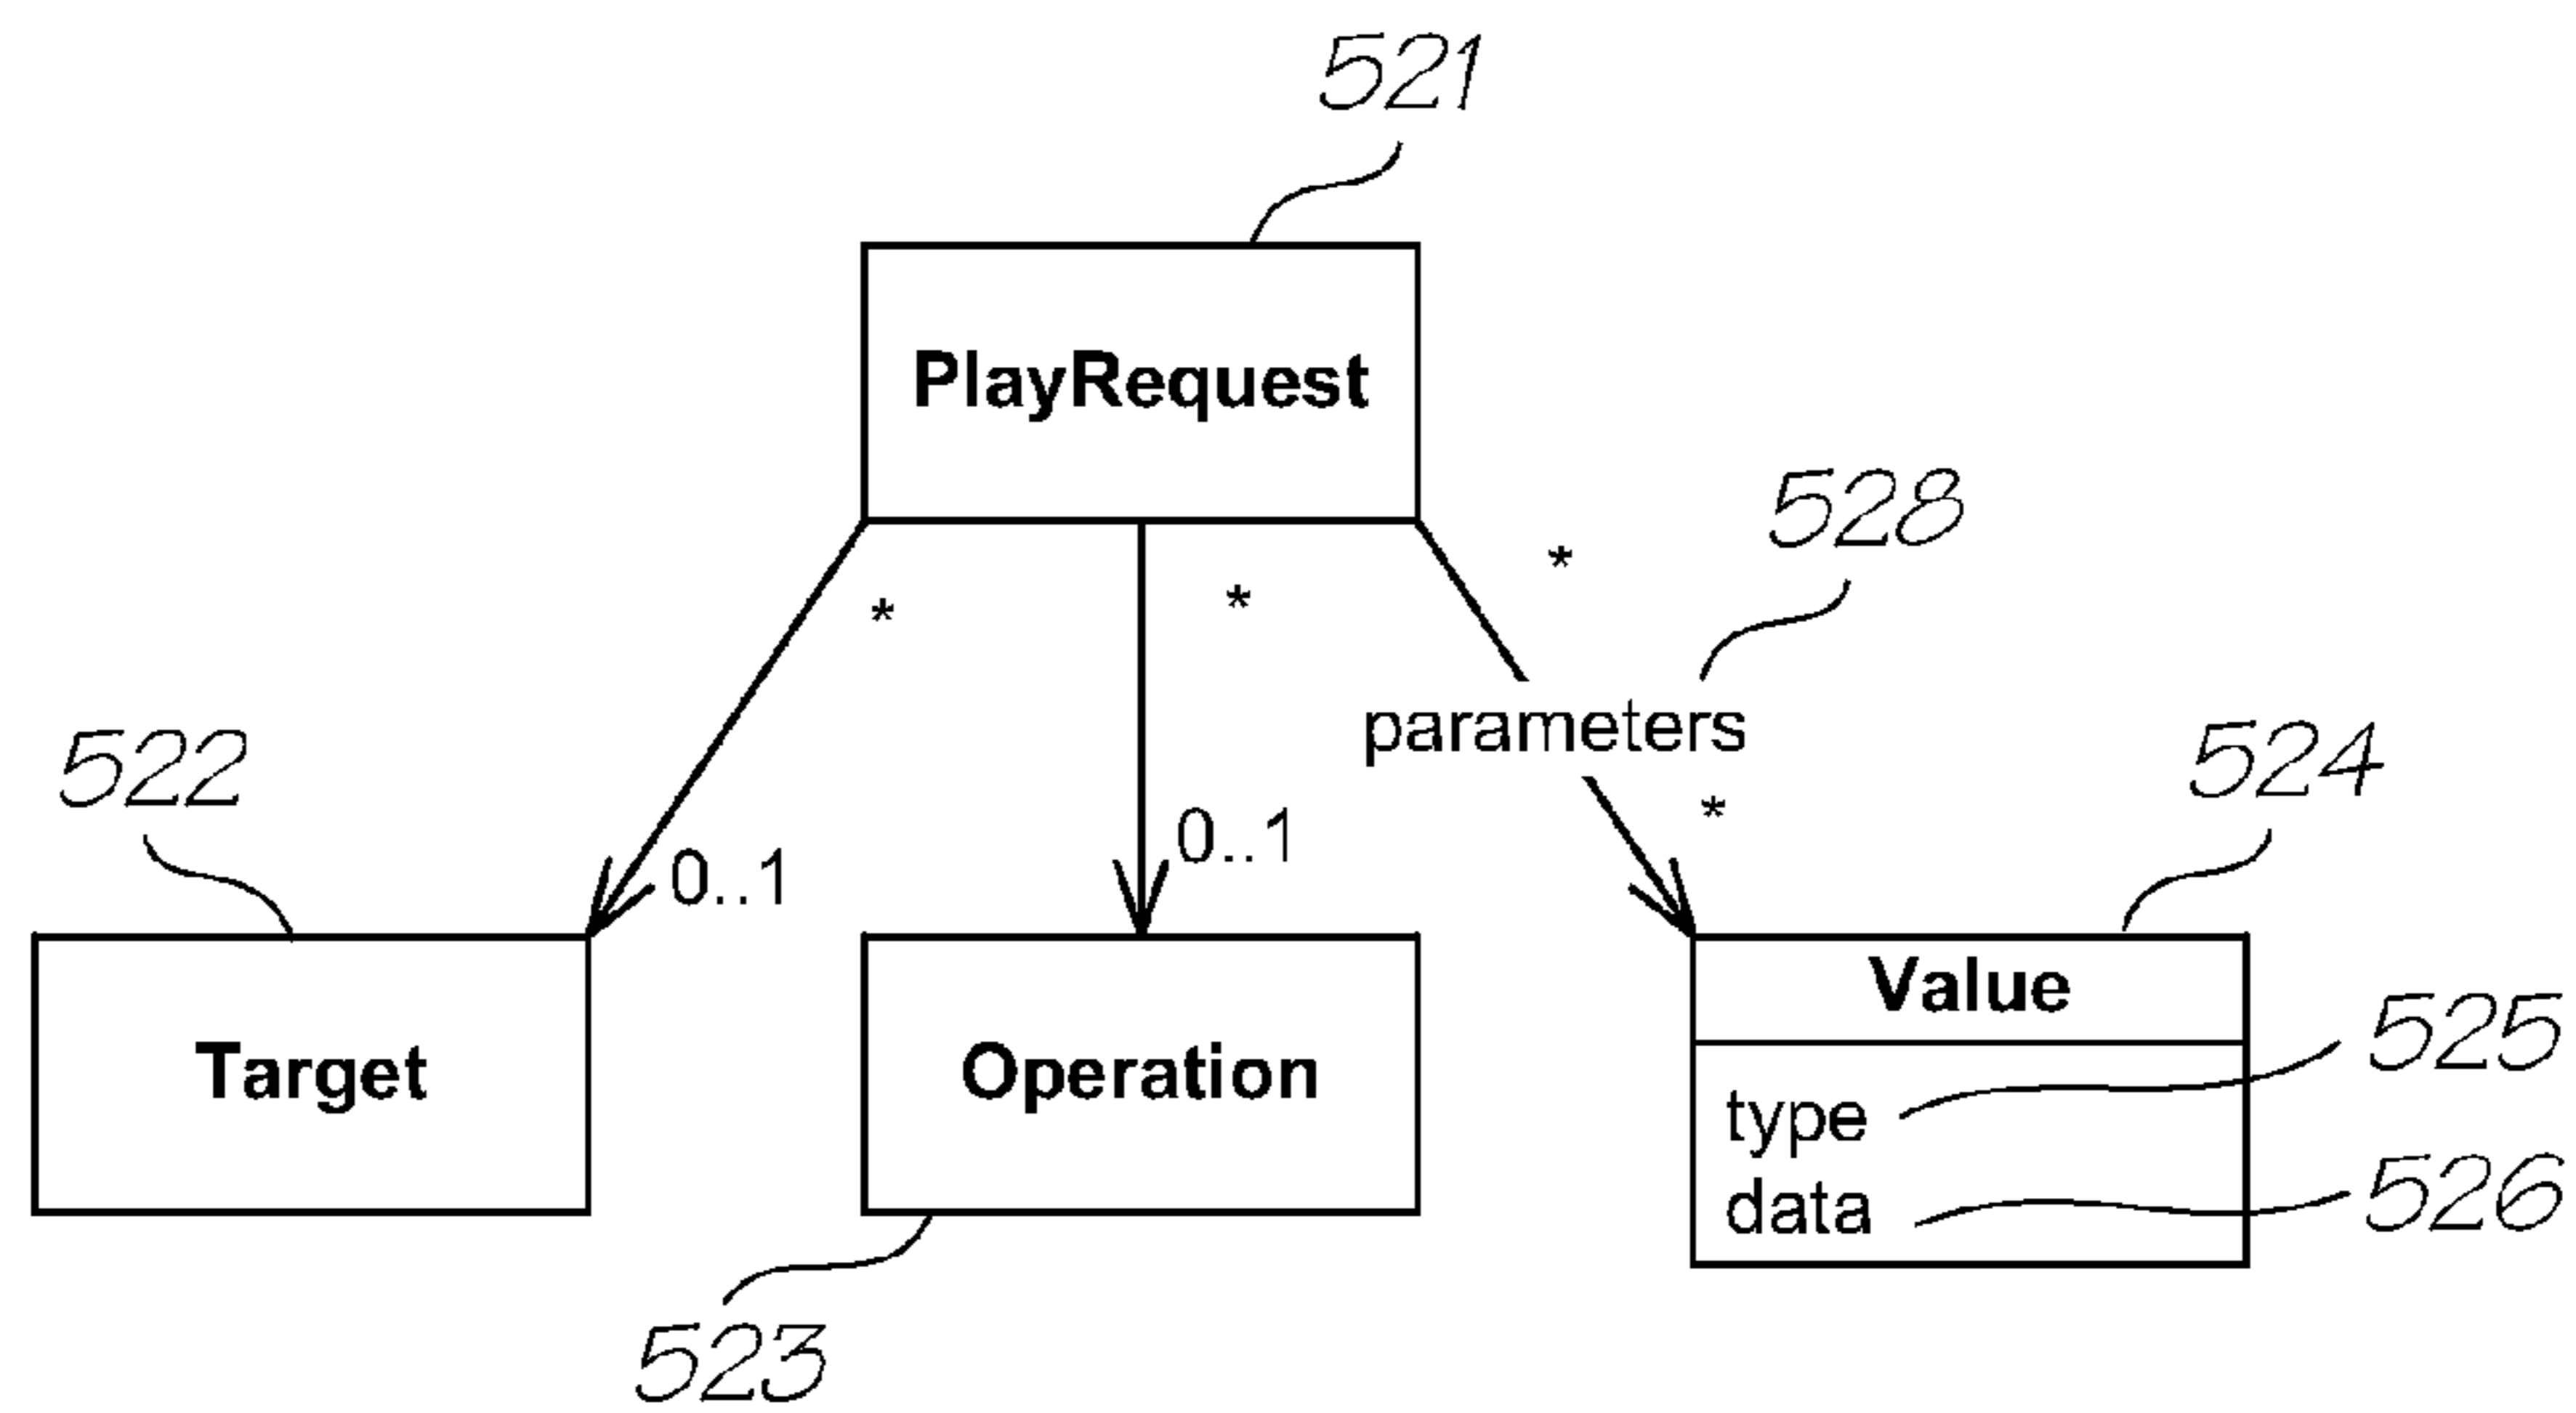 521
PlayRequest
528
*
*
*
parameters
522
524
*
0..1
0..1
Value
525
Target
Operation
type
data
526
523